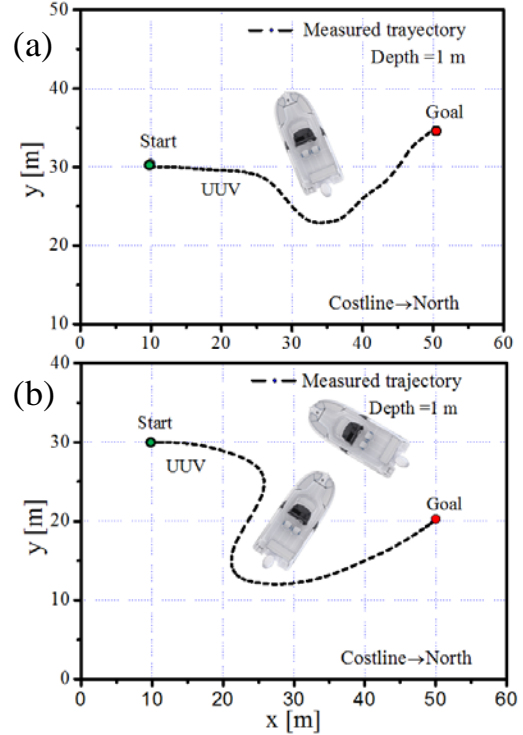 (a)
50
Measured trayectory
Depth =1 m
40
Goal
Start
30
y [m]
UUV
20
Costline→North
10
0 10 20 30 40 50 60
(b)
40
Measured trajectory
Depth =1 m
Start
30
UUV
Goal
y [m]
20
10
Costline→North
0
0 10 20 30 40 50 60
x [m]